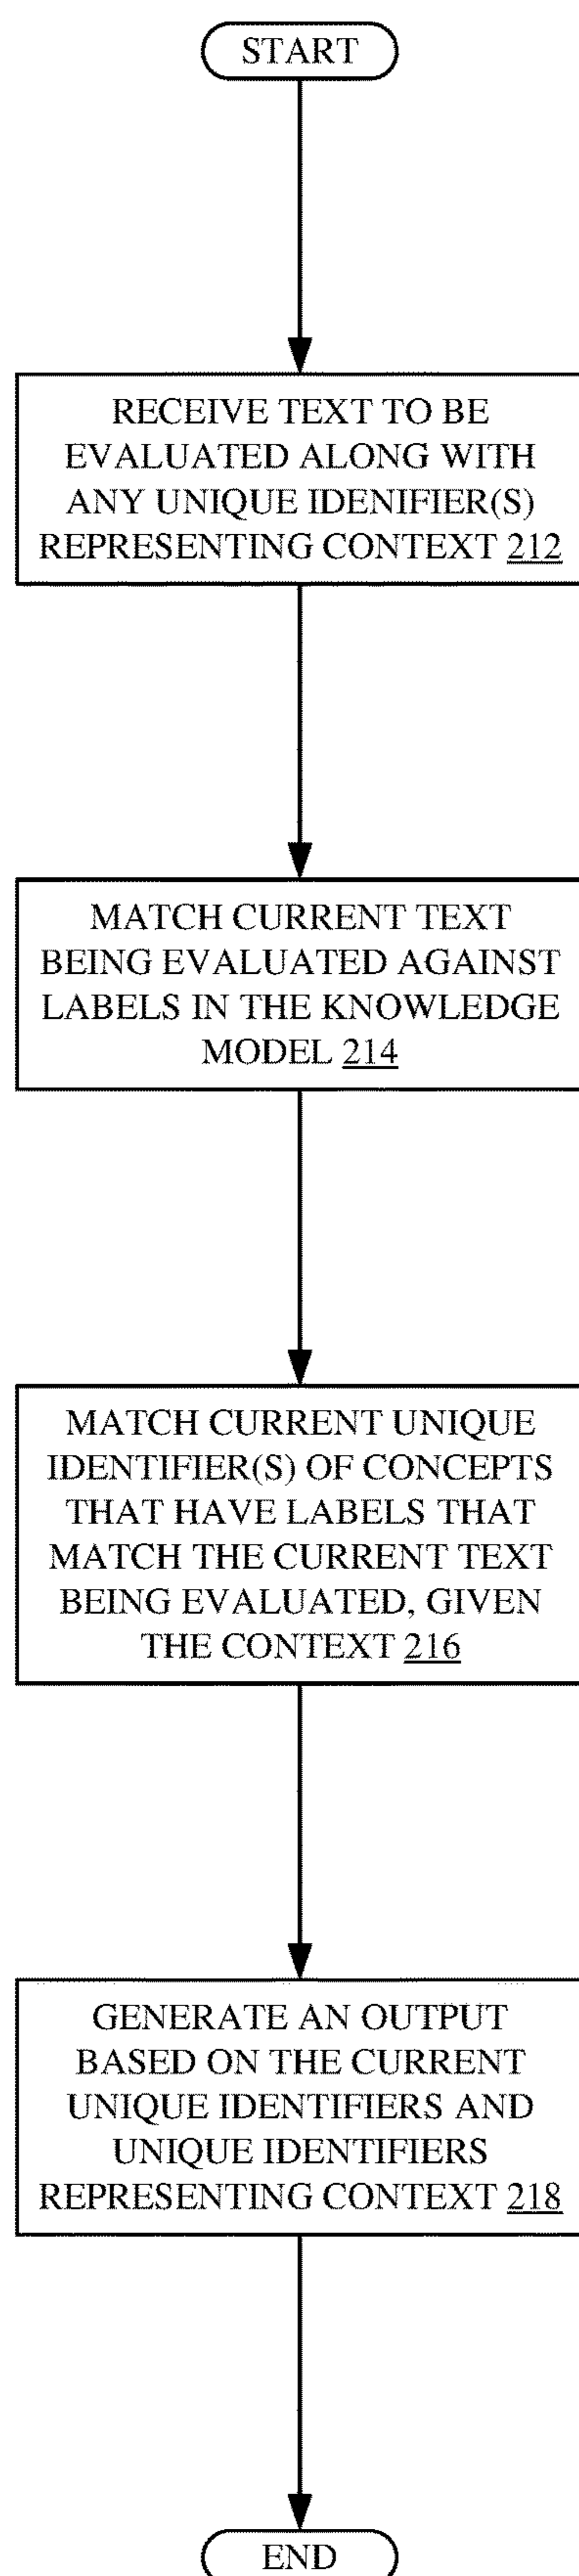 START
RECEIVE TEXT TO BE
EVALUATED ALONG WITH
ANY UNIQUE IDENIFIER(S)
REPRESENTING CONTEXT 212
MATCH CURRENT TEXT
BEING EVALUATED AGAINST
LABELS IN THE KNOWLEDGE
MODEL 214
MATCH CURRENT UNIQUE
IDENTIFIER(S) OF CONCEPTS
THAT HAVE LABELS THAT
MATCH THE CURRENT TEXT
BEING EVALUATED, GIVEN
THE CONTEXT 216
GENERATE AN OUTPUT
BASED ON THE CURRENT
UNIQUE IDENTIFIERS AND
UNIQUE IDENTIFIERS
REPRESENTING CONTEXT 218
END